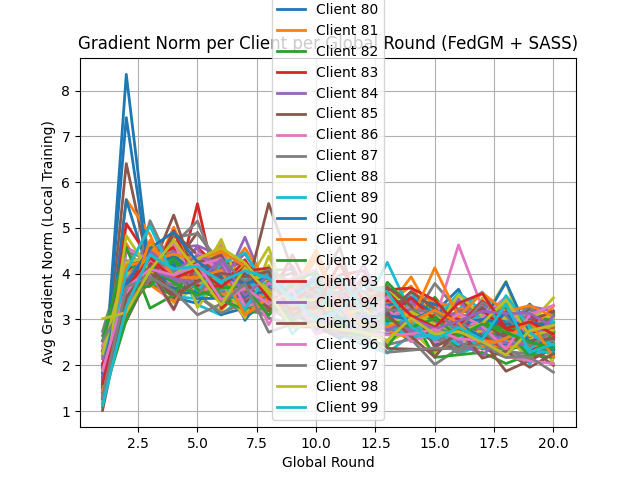 Client 80
Client 81
Gradient Norm per Client per Global Round (FedGM + SASS)
Client 82
Client 83
Client 84
Client 85
Client 86
Client 87
Client 88
Client 89
Client 90
Client 91
Client 92
Client 93
Client 94
Client 95
Client 96
Client 97
Client 98
Client 99
Avg Gradient Norm (Local Training)
8
7
6
5
4
3
2
1
2.5 5.0 7.5 10.0 12.5 15.0 17.5 20.0
Global Round